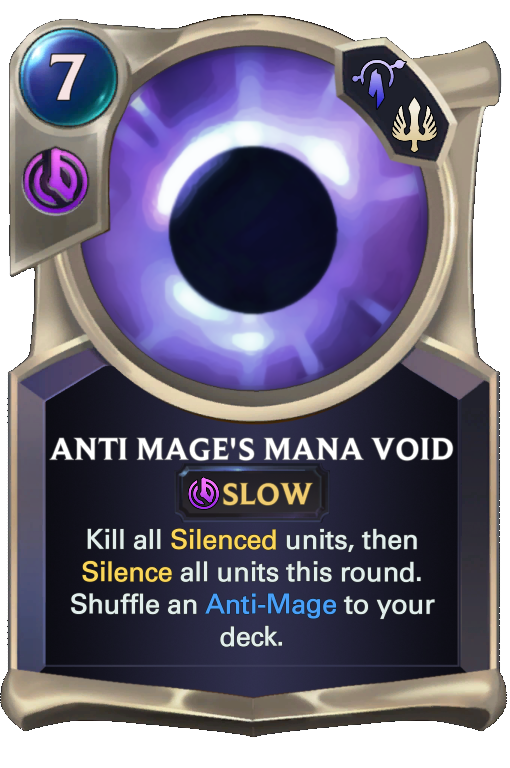 7
ANTI MAGE'S MANA VOID
SLOW
Kill all Silenced units, then
Silence all units this round.
Shuffle an Anti-Mage to your
deck.